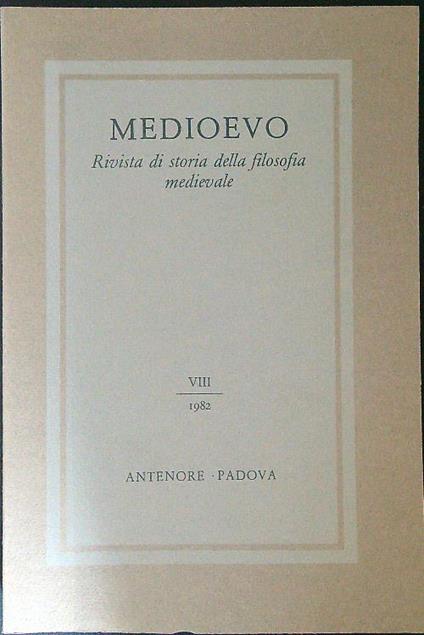 MEDIOEVO
Rivista di storia della filosofia
medievale
VIII
1982
ANTENORE · PADOVA